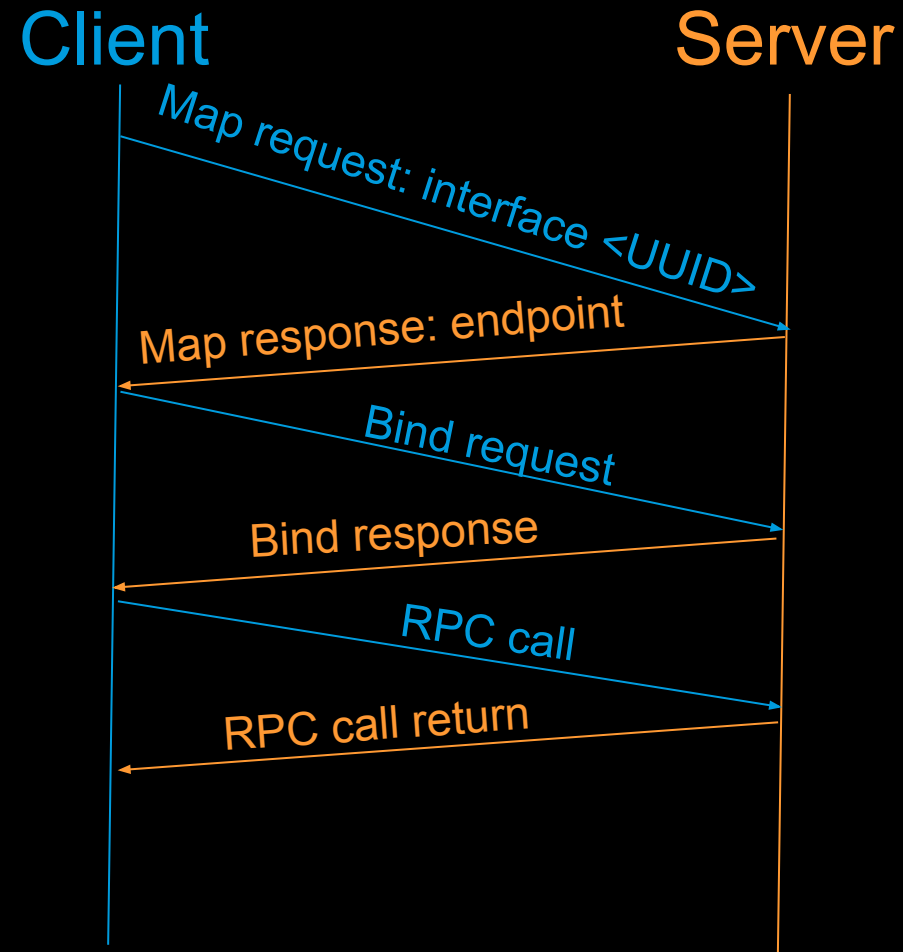 Client
Server
Map request: interface <UUID>
Map response: endpoint
Bind request
Bind response
RPC call
RPC call return